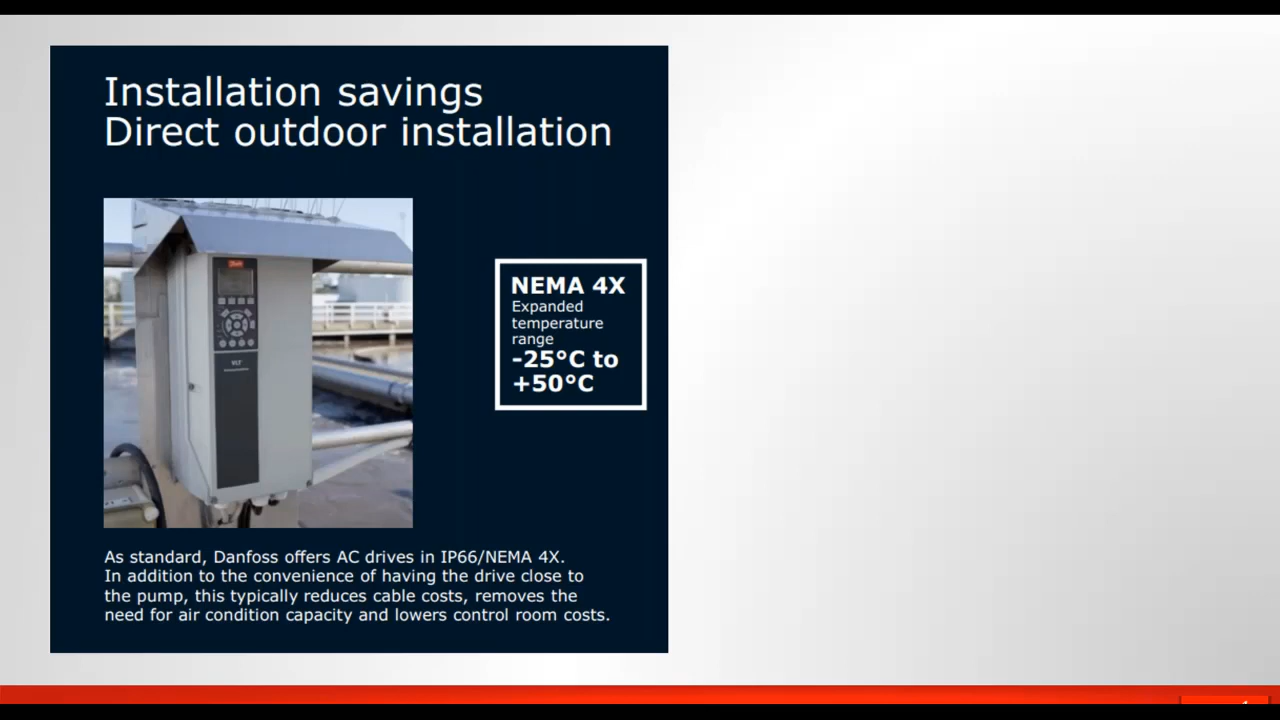 Installation savings
Direct outdoor installation
Danfoss
VLT
NEMA 4X
Expanded
temperature
range
-25°C to
+50°C
As standard, Danfoss offers AC drives in IP66/NEMA 4X.
In addition to the convenience of having the drive close to
the pump, this typically reduces cable costs, removes the
need for air condition capacity and lowers control room costs.